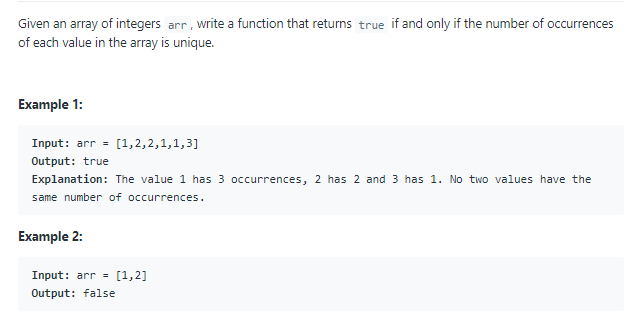 Given an array of integers arr, write a function that returns true if and only if the number of occurrences
of each value in the array is unique.
Example 1:
Input: arr = [1,2,2,1,1,3]
Output: true
Explanation: The value 1 has 3 occurrences, 2 has 2 and 3 has 1. No two values have the
same number of occurrences.
Example 2:
Input: arr = [1,2]
Output: false